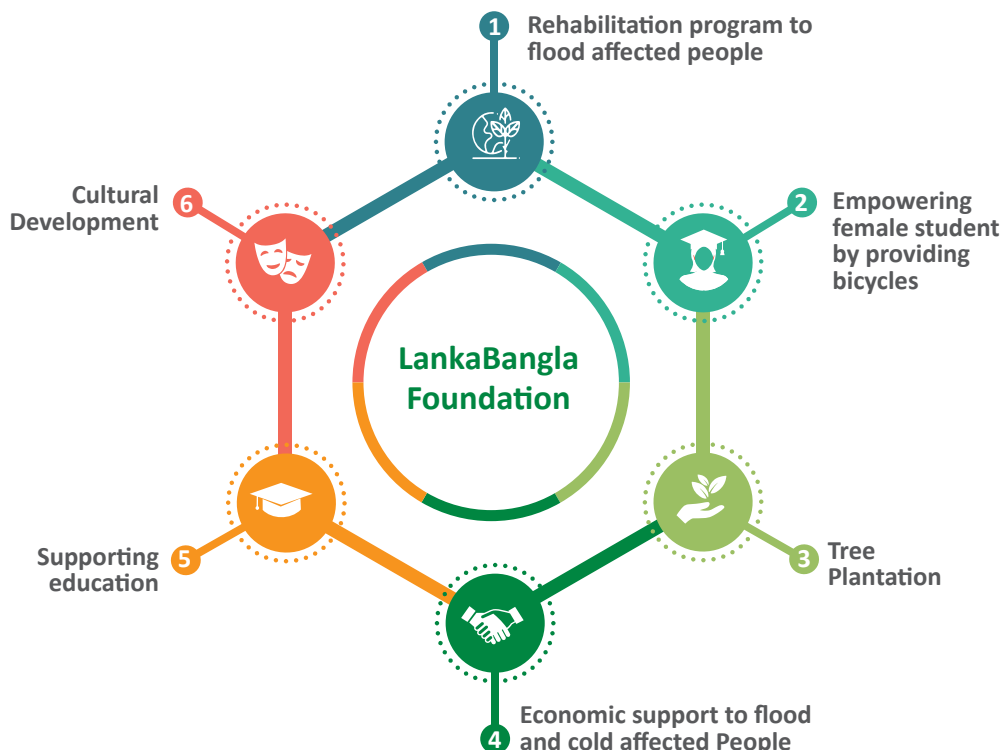 1
Rehabilitation program to
flood affected people
2
Empowering
female student
by providing
bicycles
3
Tree
Plantation
4
Economic support to flood
and cold affected People
5
Supporting
education
6
Cultural
Development
LankaBangla
Foundation